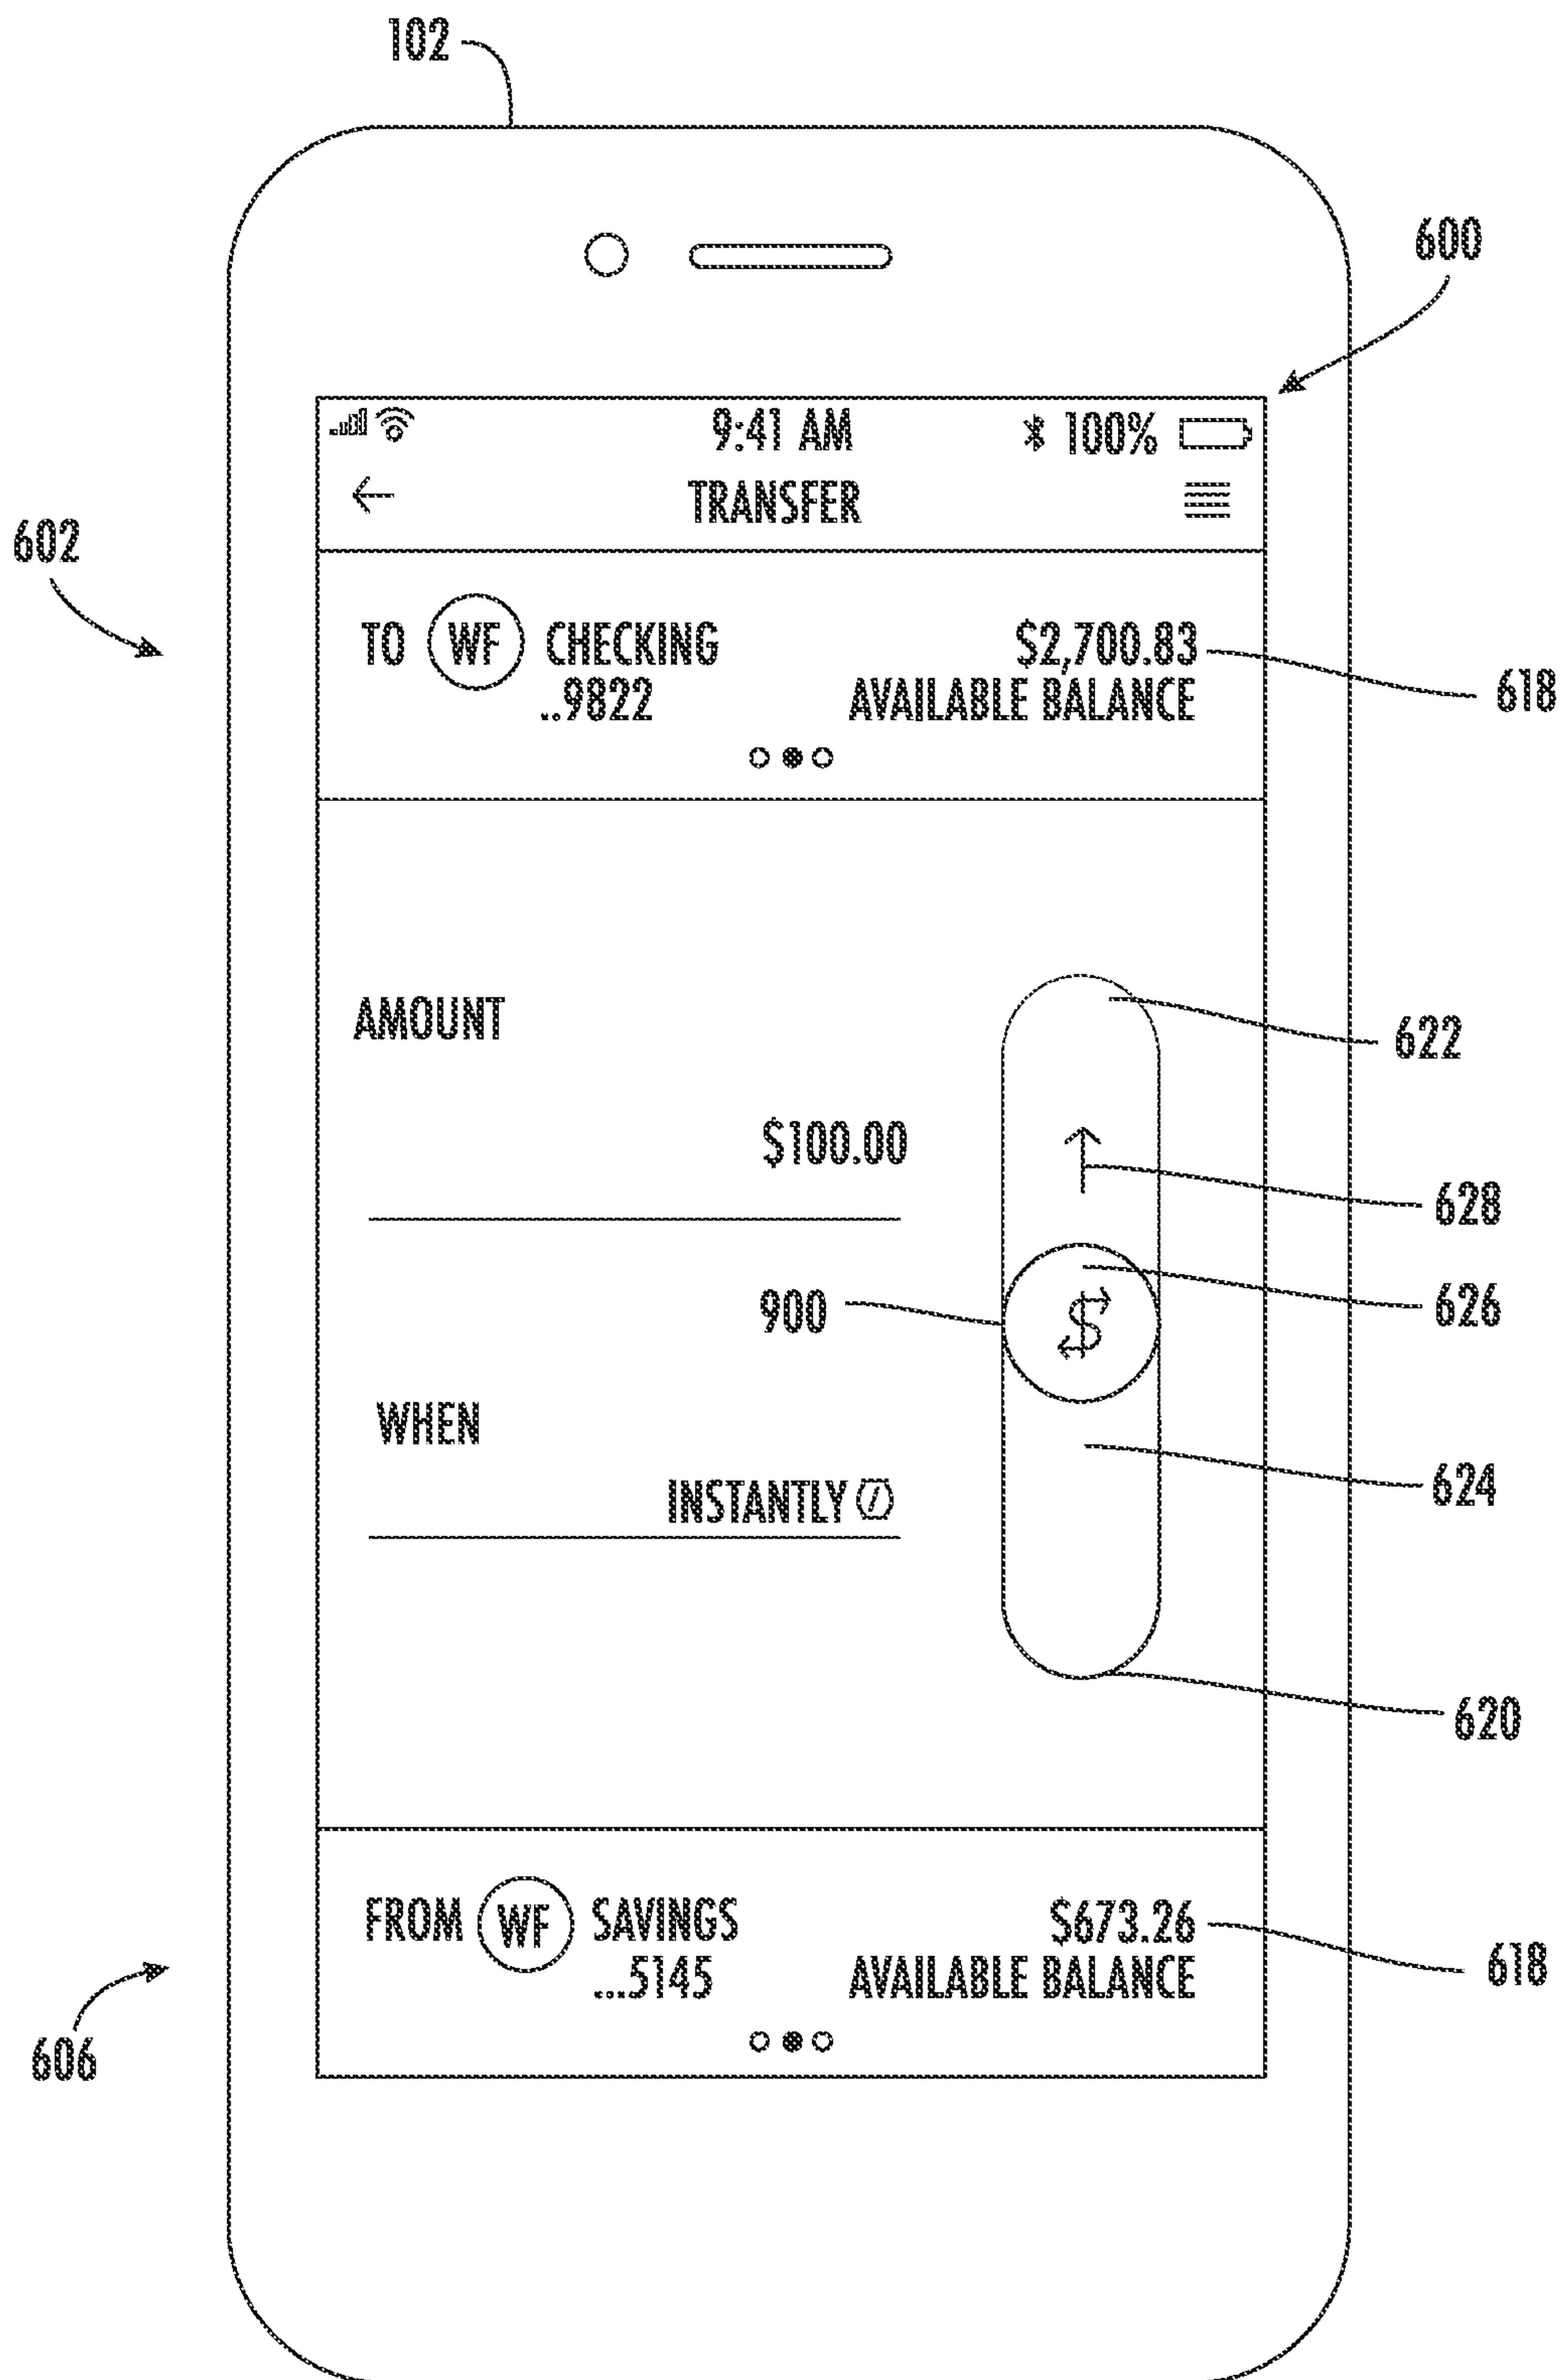 102
600
9:41 AM 100%
TRANSFER
602
TO WF CHECKING $2,700.83
..9822 AVAILABLE BALANCE
618
AMOUNT
622
$100.00
628
626
900
WHEN
624
INSTANTLY
620
FROM WF SAVINGS $673.26
...5145 AVAILABLE BALANCE
618
606